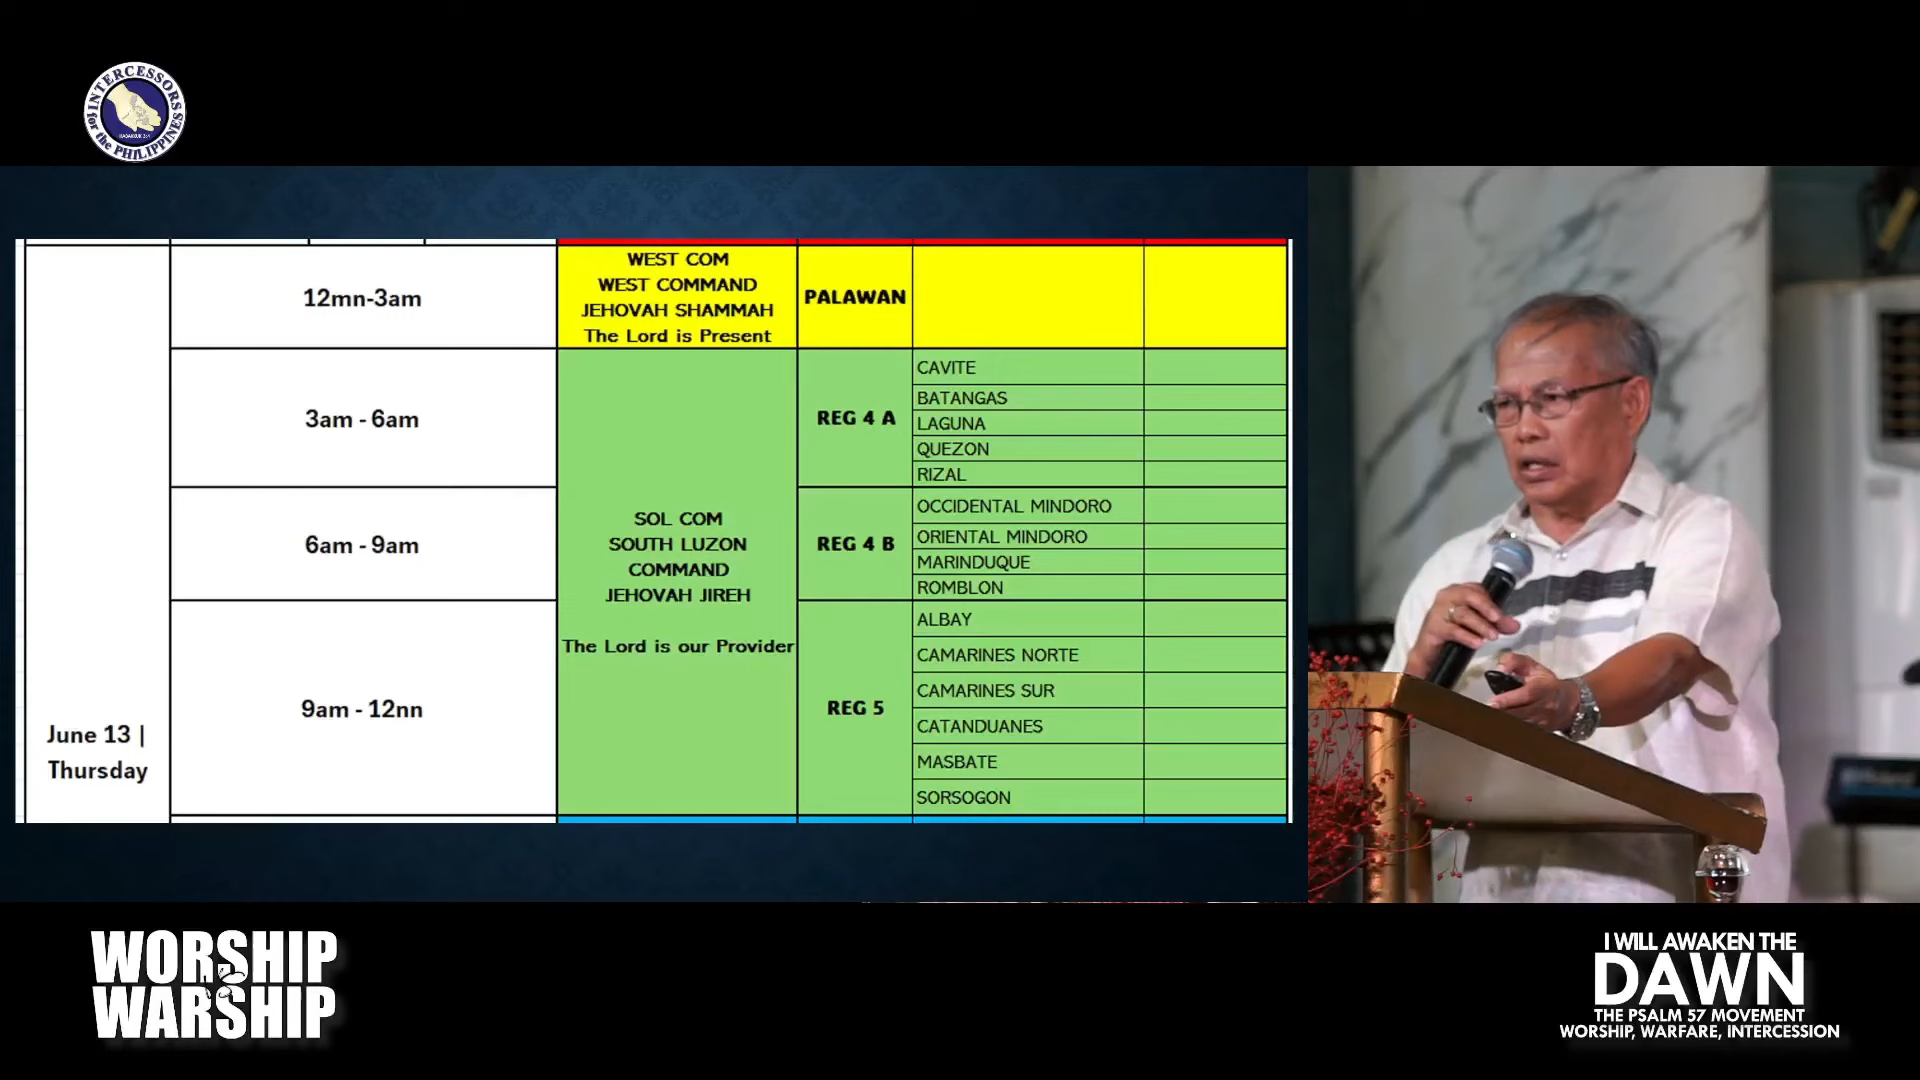 INTERCESSORS
for the PHILIPPINES
HABAKKUK 2:14
12mn-3am
WEST COM
WEST COMMAND
JEHOVAH SHAMMAH
The Lord is Present
PALAWAN
3am - 6am
REG 4 A
CAVITE
BATANGAS
LAGUNA
QUEZON
RIZAL
6am - 9am
SOL COM
SOUTH LUZON
COMMAND
JEHOVAH JIREH
The Lord is our Provider
REG 4 B
OCCIDENTAL MINDORO
ORIENTAL MINDORO
MARINDUQUE
ROMBLON
June 13 |
Thursday
9am - 12nn
REG 5
ALBAY
CAMARINES NORTE
CAMARINES SUR
CATANDUANES
MASBATE
SORSOGON
Roland
WORSHIP
WARSHIP
I WILL AWAKEN THE
DAWN
THE PSALM 57 MOVEMENT
WORSHIP, WARFARE, INTERCESSION